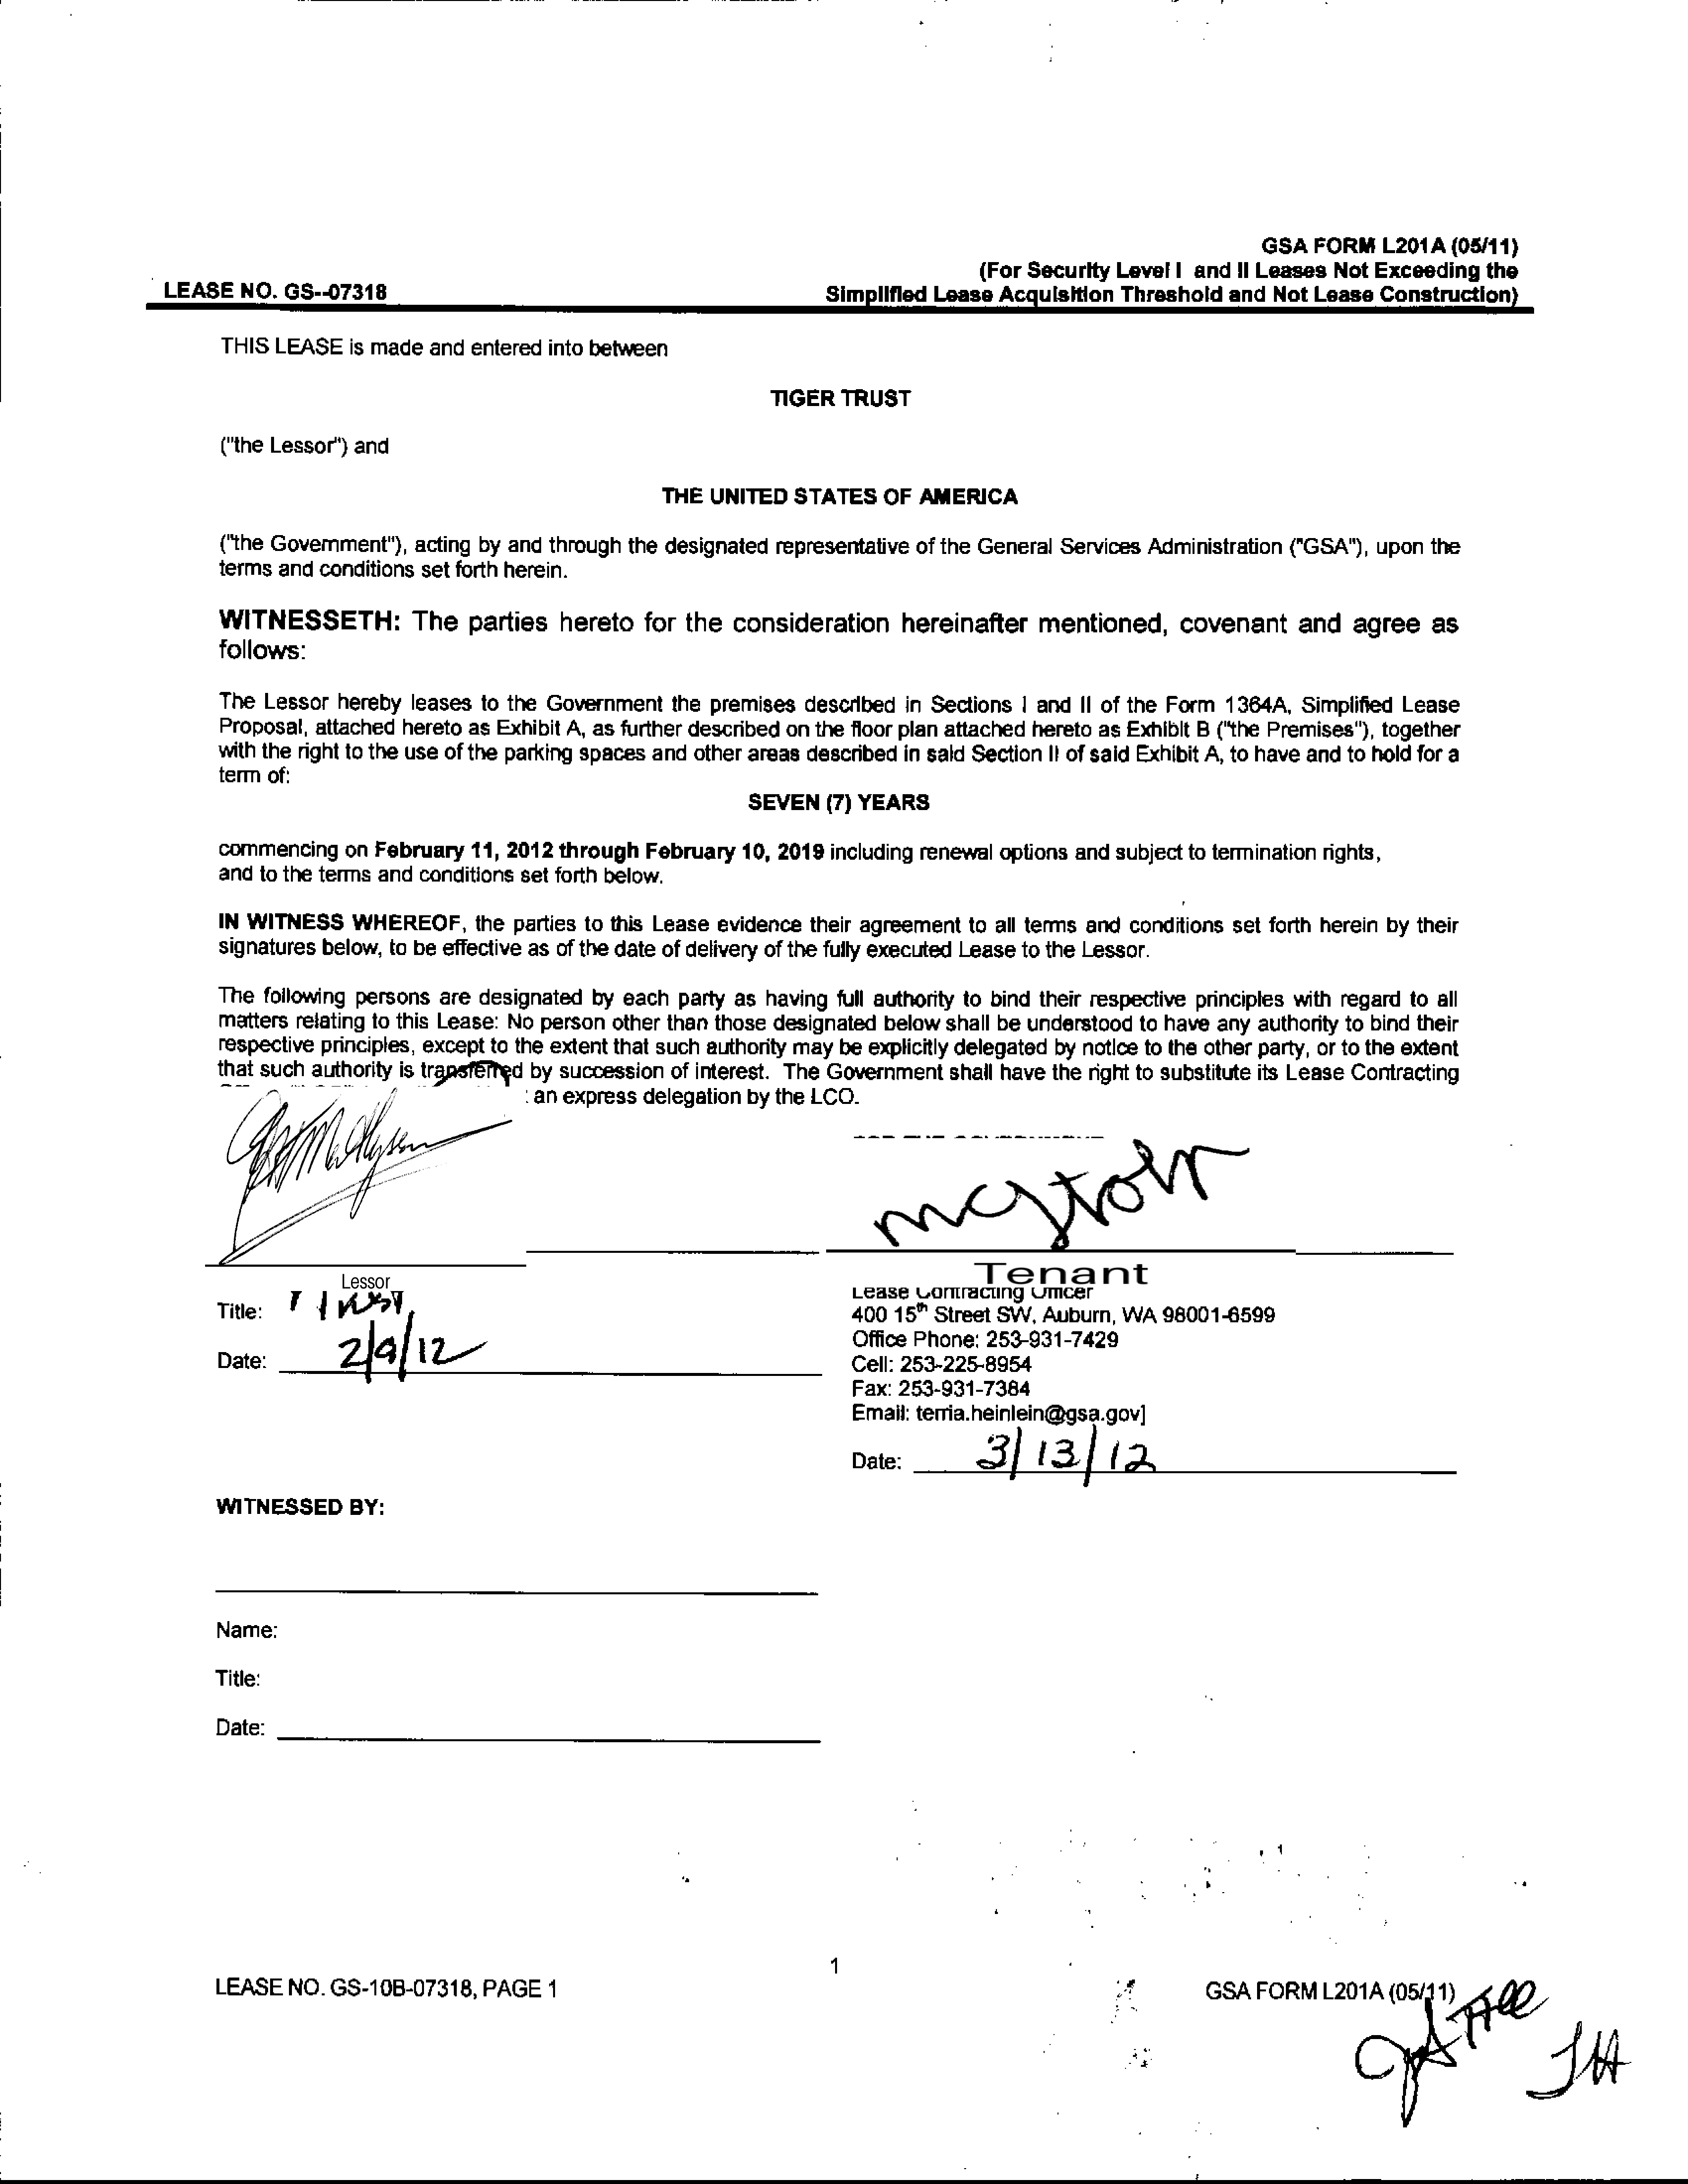 GSA FORM L201A (05/11)
(For Security Level I and II Leases Not Exceeding the
LEASE NO. GS--07318
Simplified Lease Acquisition Threshold and Not Lease Construction)
THIS LEASE is made and entered into between
TIGER TRUST
("the Lessor") and
THE UNITED STATES OF AMERICA
("the Government"), acting by and through the designated representative of the General Services Administration ("GSA"), upon the
terms and conditions set forth herein.
WITNESSETH: The parties hereto for the consideration hereinafter mentioned, covenant and agree as
follows:
The Lessor hereby leases to the Government the premises described in Sections I and II of the Form 1364A, Simplified Lease
Proposal, attached hereto as Exhibit A, as further described on the floor plan attached hereto as Exhibit B ("the Premises"), together
with the right to the use of the parking spaces and other areas described in said Section II of said Exhibit A, to have and to hold for a
term of:
SEVEN (7) YEARS
commencing on February 11, 2012 through February 10, 2019 including renewal options and subject to termination rights,
and to the terms and conditions set forth below.
IN WITNESS WHEREOF, the parties to this Lease evidence their agreement to all terms and conditions set forth herein by their
signatures below, to be effective as of the date of delivery of the fully executed Lease to the Lessor.
The following persons are designated by each party as having full authority to bind their respective principles with regard to all
matters relating to this Lease: No person other than those designated below shall be understood to have any authority to bind their
respective principles, except to the extent that such authority may be explicitly delegated by notice to the other party, or to the extent
that such authority is transferred by succession of interest. The Government shall have the right to substitute its Lease Contracting
an express delegation by the LCO.
Lessor
Title:
Date: 2/9/12
Tenant
Lease Contracting Officer
400 15th Street SW, Auburn, WA 98001-6599
Office Phone: 253-931-7429
Cell: 253-225-8954
Fax: 253-931-7384
Email: terria.heinlein@gsa.gov]
Date: 3/13/12
WITNESSED BY:
Name:
Title:
Date:
1
LEASE NO. GS-10B-07318, PAGE 1
GSA FORM L201A (05/11)
JH